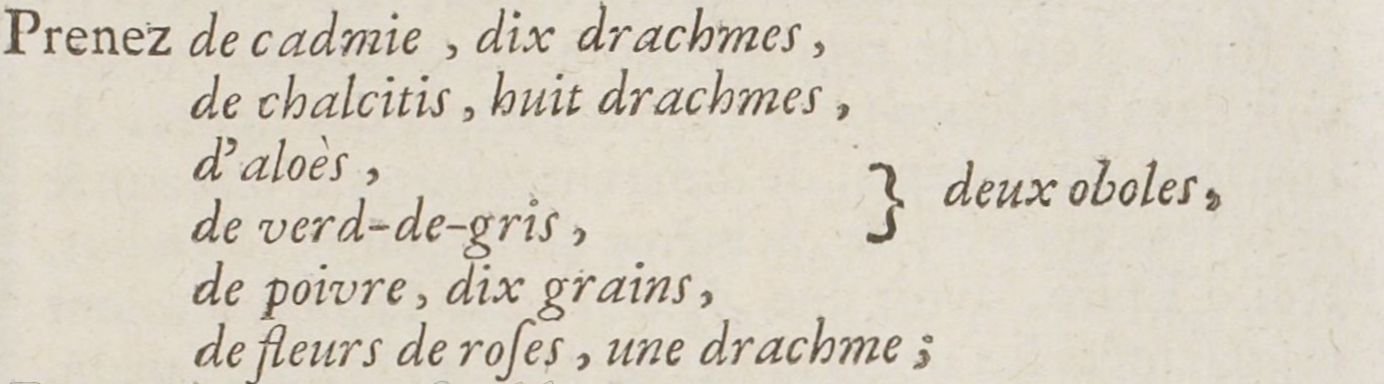 Prenez de cadmie , dix drachmes ,
de chalcitis , huit drachmes ,
d'aloès ,
de verd-de-gris ,
} deux oboles ,
de poivre , dix grains ,
de fleurs de roſes , une drachme ;